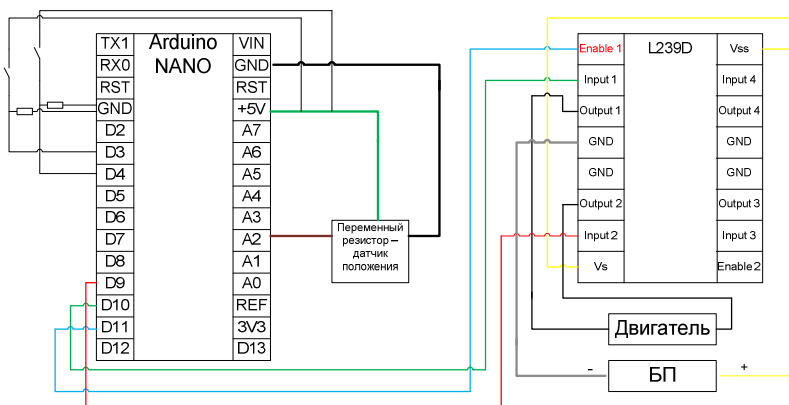 TX1
Arduino
NANO
VIN
RX0
GND
RST
RST
GND
+5V
D2
A7
D3
A6
D4
A5
D5
A4
D6
A3
D7
A2
D8
A1
D9
A0
D10
REF
D11
3V3
D12
D13
Переменный
резистор –
датчик
положения
Enable 1
L239D
Vss
Input 1
Input 4
Output 1
Output 4
GND
GND
GND
GND
Output 2
Output 3
Input 2
Input 3
Vs
Enable 2
Двигатель
-
БП
+